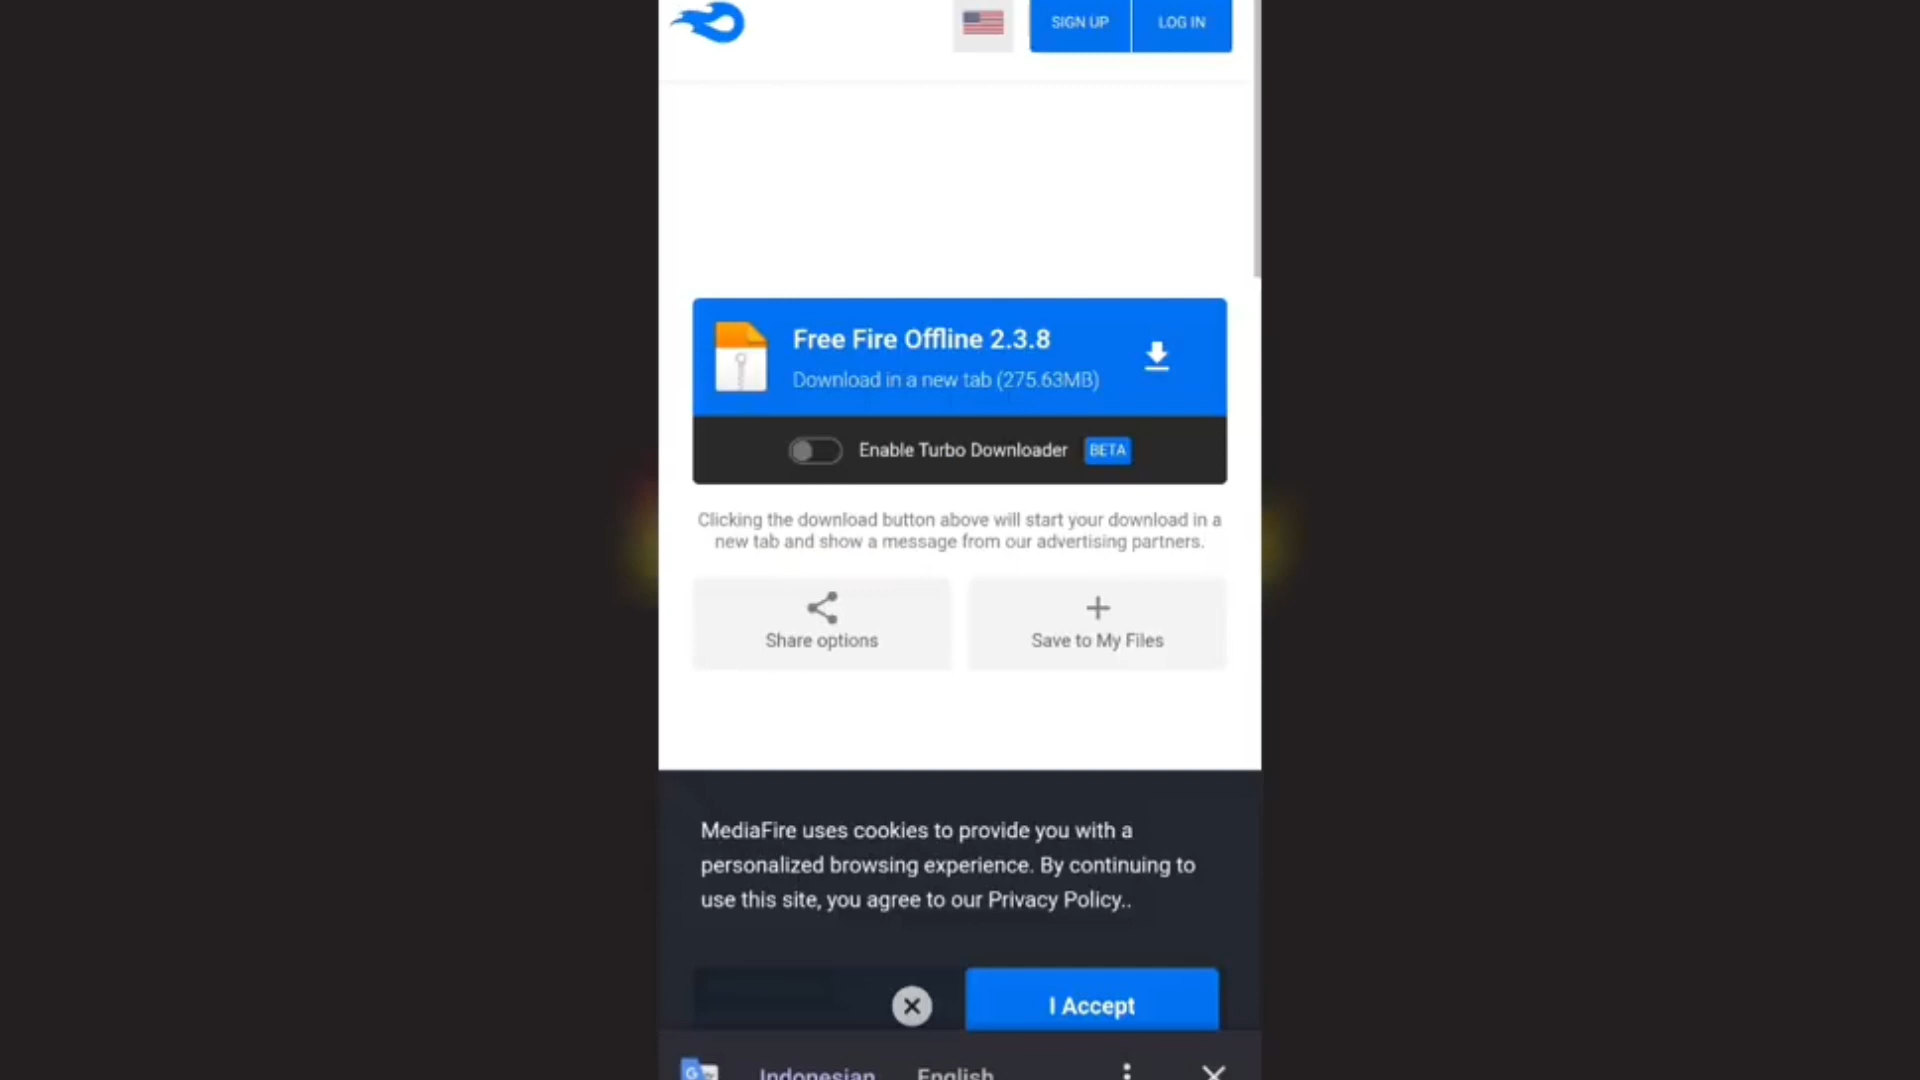 SIGN UP
LOG IN
Free Fire Offline 2.3.8
Download in a new tab (275.63MB)
Enable Turbo Downloader BETA
Clicking the download button above will start your download in a
new tab and show a message from our advertising partners.
Share options
Save to My Files
MediaFire uses cookies to provide you with a
personalized browsing experience. By continuing to
use this site, you agree to our Privacy Policy..
I Accept
Indonesian
English